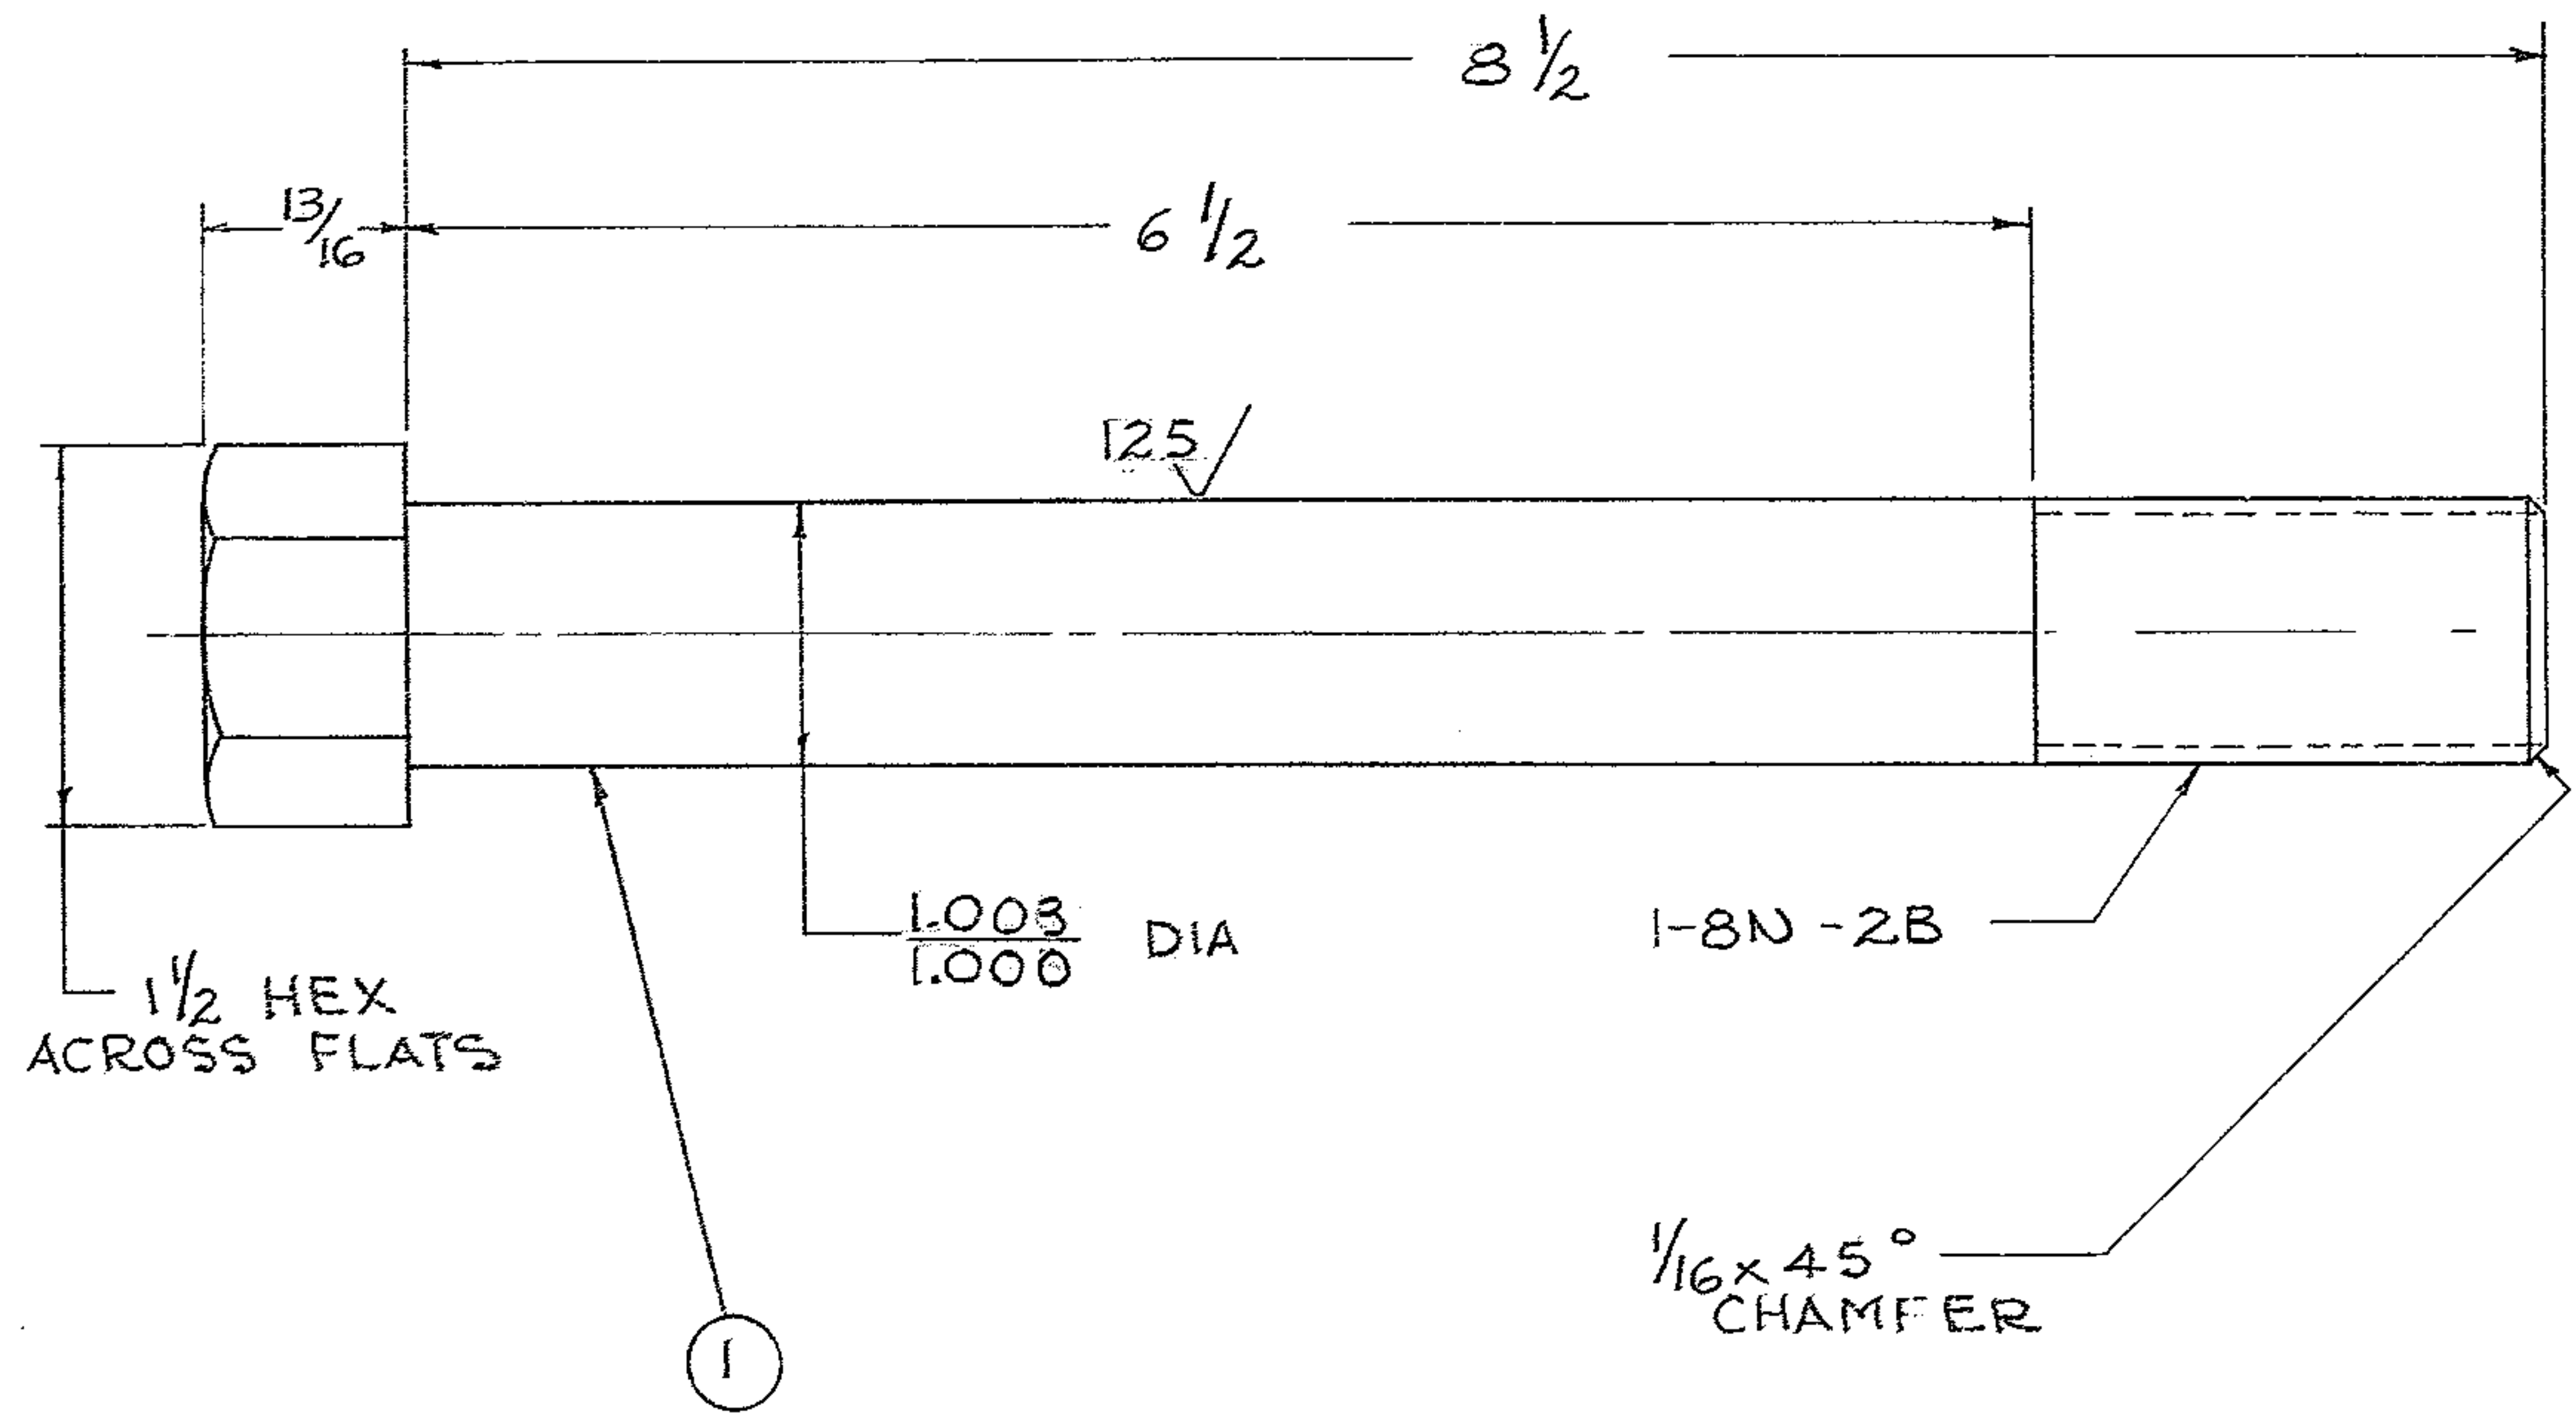 8 1/2
13/16
6 1/2
125
1.003
1.000 DIA
1-8N-2B
1 1/2 HEX
ACROSS FLATS
1/16 x 45°
CHAMFER
1